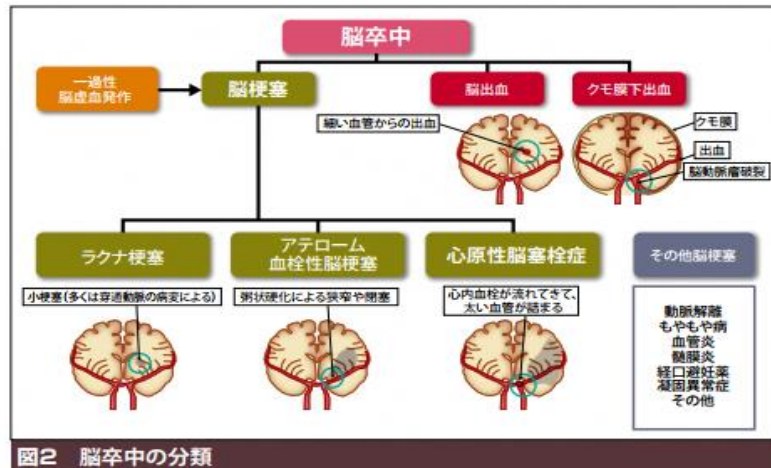 脳卒中
一過性
脳虚血発作
脳梗塞
脳出血
クモ膜下出血
細い血管からの出血
クモ膜
出血
脳動脈瘤破裂
ラクナ梗塞
アテローム
血栓性脳梗塞
心原性脳塞栓症
その他脳梗塞
小梗塞(多くは穿通動脈の病変による)
粥状硬化による狭窄や閉塞
心内血栓が流れてきて、
太い血管が詰まる
動脈解離
もやもや病
血管炎
髄膜炎
経口避妊薬
凝固異常症
その他
図2 脳卒中の分類